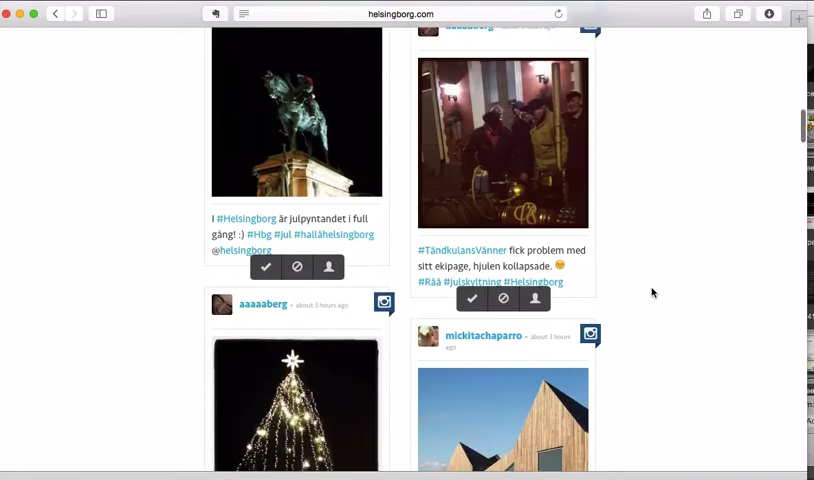 helsingborg.com
I #Helsingborg är julpyntandet i full
gång! :) #Hbg #jul #hallåhelsingborg
@helsingborg
#TändkulansVänner fick problem med
sitt ekipage, hjulen kollapsade.
#Råå #Julskyltning #Helsingborg
aaaaaberg • about 3 hours ago
mickitachaparro • about 3 hours
ago